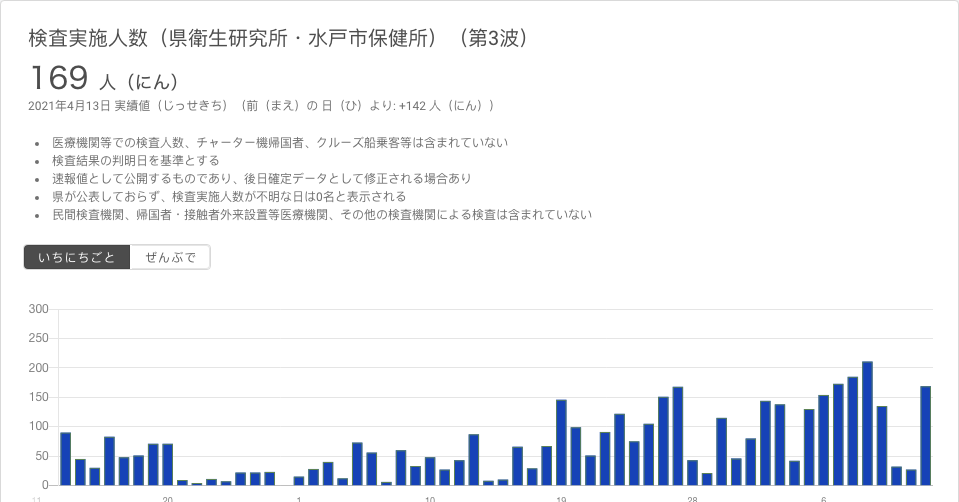 検査実施人数（県衛生研究所・水戸市保健所）（第3波）
169 人（にん）
2021年4月13日 実績値（じっせきち）（前（まえ）の 日（ひ）より: +142 人（にん））
• 医療機関等での検査人数、チャーター機帰国者、クルーズ船乗客等は含まれていない
• 検査結果の判明日を基準とする
• 速報値として公開するものであり、後日確定データとして修正される場合あり
• 県が公表しておらず、検査実施人数が不明な日は0名と表示される
• 民間検査機関、帰国者・接触者外来設置等医療機関、その他の検査機関による検査は含まれていない
いちにちごと ぜんぶで
300
250
200
150
100
50
0
11 20 1 10 19 28 6